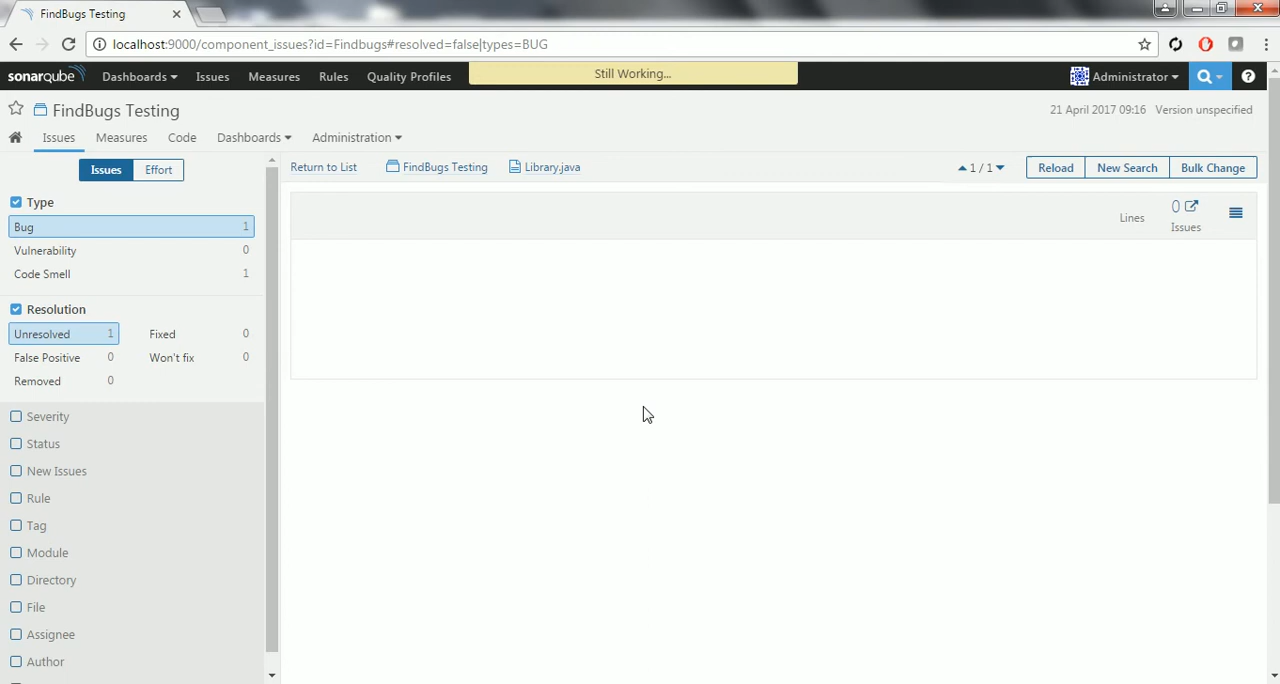 FindBugs Testing
localhost:9000/component_issues?id=Findbugs#resolved=false|types=BUG
sonarqube Dashboards Issues Measures Rules Quality Profiles Still Working... Administrator
FindBugs Testing 21 April 2017 09:16 Version unspecified
Issues Measures Code Dashboards Administration
Issues Effort Return to List FindBugs Testing Library.java 1 / 1 Reload New Search Bulk Change
Type
Bug 1
Vulnerability 0
Code Smell 1
Lines 0 Issues
Resolution
Unresolved 1 Fixed 0
False Positive 0 Won't fix 0
Removed 0
Severity
Status
New Issues
Rule
Tag
Module
Directory
File
Assignee
Author